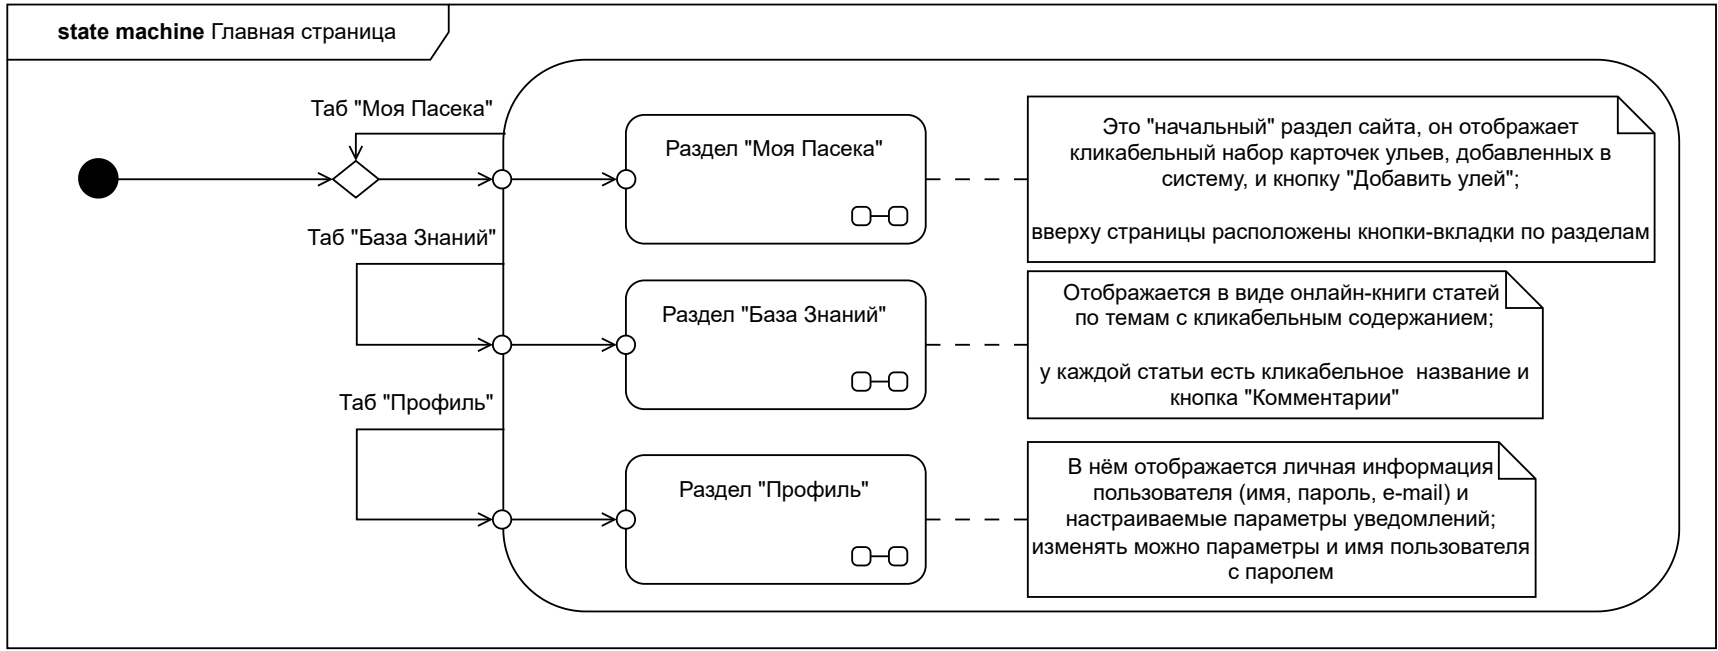 state machine Главная страница
Таб "Моя Пасека"
Раздел "Моя Пасека"
Это "начальный" раздел сайта, он отображает
кликабельный набор карточек ульев, добавленных в
систему, и кнопку "Добавить улей";
вверху страницы расположены кнопки-вкладки по разделам
Таб "База Знаний"
Раздел "База Знаний"
Отображается в виде онлайн-книги статей
по темам с кликабельным содержанием;
у каждой статьи есть кликабельное  название и
кнопка "Комментарии"
Таб "Профиль"
Раздел "Профиль"
В нём отображается личная информация
пользователя (имя, пароль, e-mail) и
настраиваемые параметры уведомлений;
изменять можно параметры и имя пользователя
с паролем